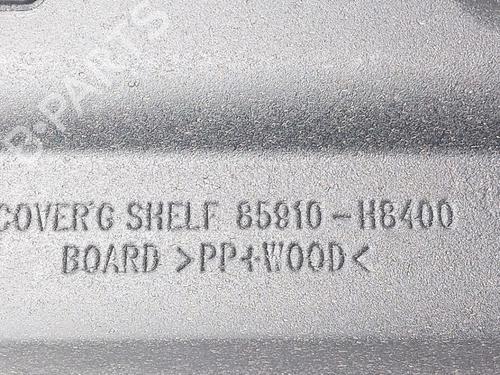 B-PARTS
COVER'G SHELF 85910-H8400
BOARD >PP+WOOD<